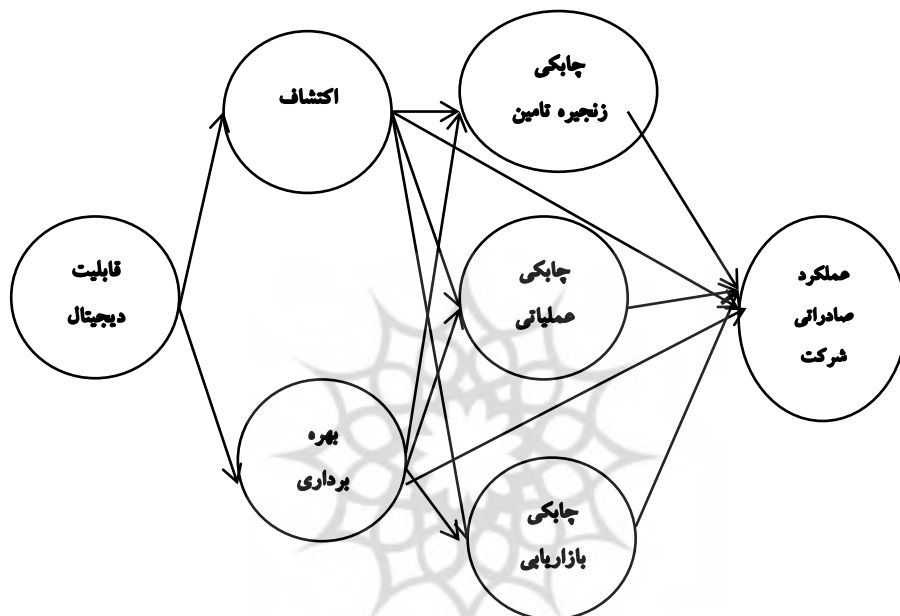 چابکی
زنجیره تامین
اکتشاف
قابلیت
دیجیتال
چابکی
عملیاتی
عملکرد
صادراتی
شرکت
بهره
برداری
چابکی
بازاریابی